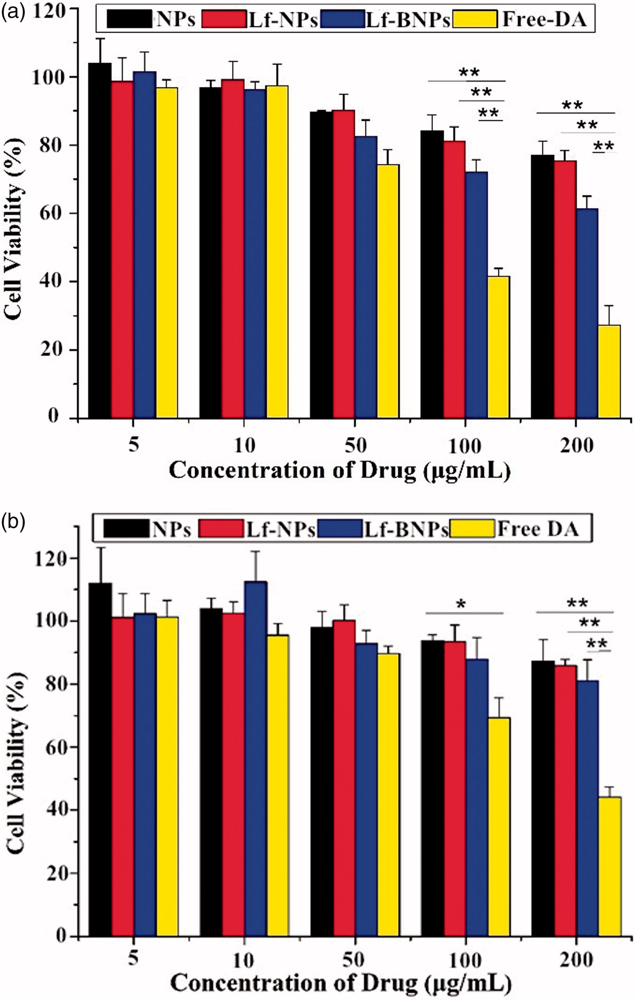 (a)
NPs Lf-NPs Lf-BNPs Free-DA
120
100
80
60
40
20
0
Cell Viability (%)
**
**
**
**
**
**
5 10 50 100 200
Concentration of Drug (μg/mL)
(b)
NPs Lf-NPs Lf-BNPs Free DA
120
100
80
60
40
20
0
Cell Viability (%)
*
**
**
**
5 10 50 100 200
Concentration of Drug (μg/mL)